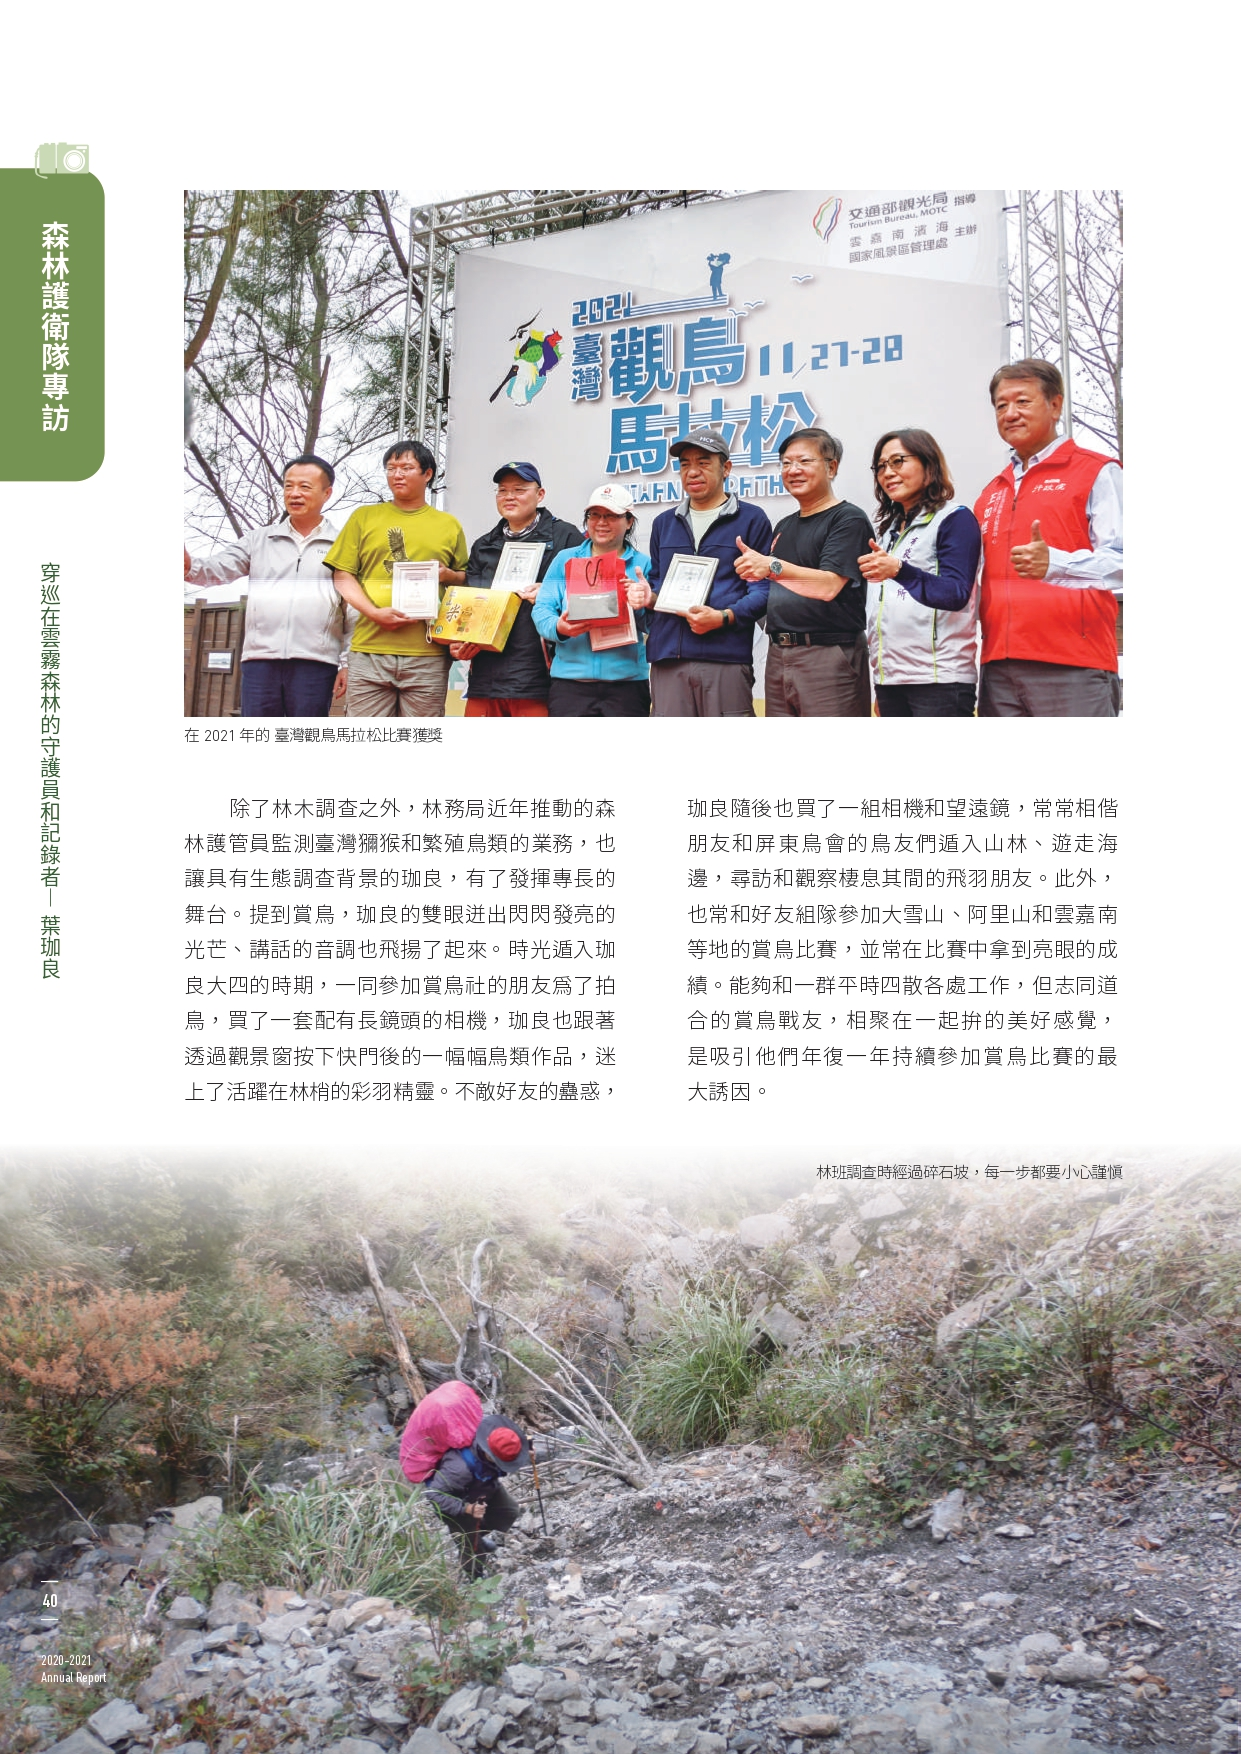 森林護衛隊專訪
穿巡在雲霧森林的守護員和記錄者—葉珈良
交通部觀光局 指導
Tourism Bureau, MOTC
雲嘉南濱海
國家風景區管理處 主辦
2021
臺灣
觀鳥
馬拉松
11/27-28
行政院
在 2021 年的 臺灣觀鳥馬拉松比賽獲獎
除了林木調查之外，林務局近年推動的森
林護管員監測臺灣獼猴和繁殖鳥類的業務，也
讓具有生態調查背景的珈良，有了發揮專長的
舞台。提到賞鳥，珈良的雙眼迸出閃閃發亮的
光芒、講話的音調也飛揚了起來。時光遁入珈
良大四的時期，一同參加賞鳥社的朋友為了拍
鳥，買了一套配有長鏡頭的相機，珈良也跟著
透過觀景窗按下快門後的一幅幅鳥類作品，迷
上了活躍在林梢的彩羽精靈。不敵好友的蠱惑，
珈良隨後也買了一組相機和望遠鏡，常常相偕
朋友和屏東鳥會的鳥友們遁入山林、遊走海
邊，尋訪和觀察棲息其間的飛羽朋友。此外，
也常和好友組隊參加大雪山、阿里山和雲嘉南
等地的賞鳥比賽，並常在比賽中拿到亮眼的成
績。能夠和一群平時四散各處工作，但志同道
合的賞鳥戰友，相聚在一起拚的美好感覺，
是吸引他們年復一年持續參加賞鳥比賽的最
大誘因。
林班調查時經過碎石坡，每一步都要小心謹慎
40
2020-2021
Annual Report